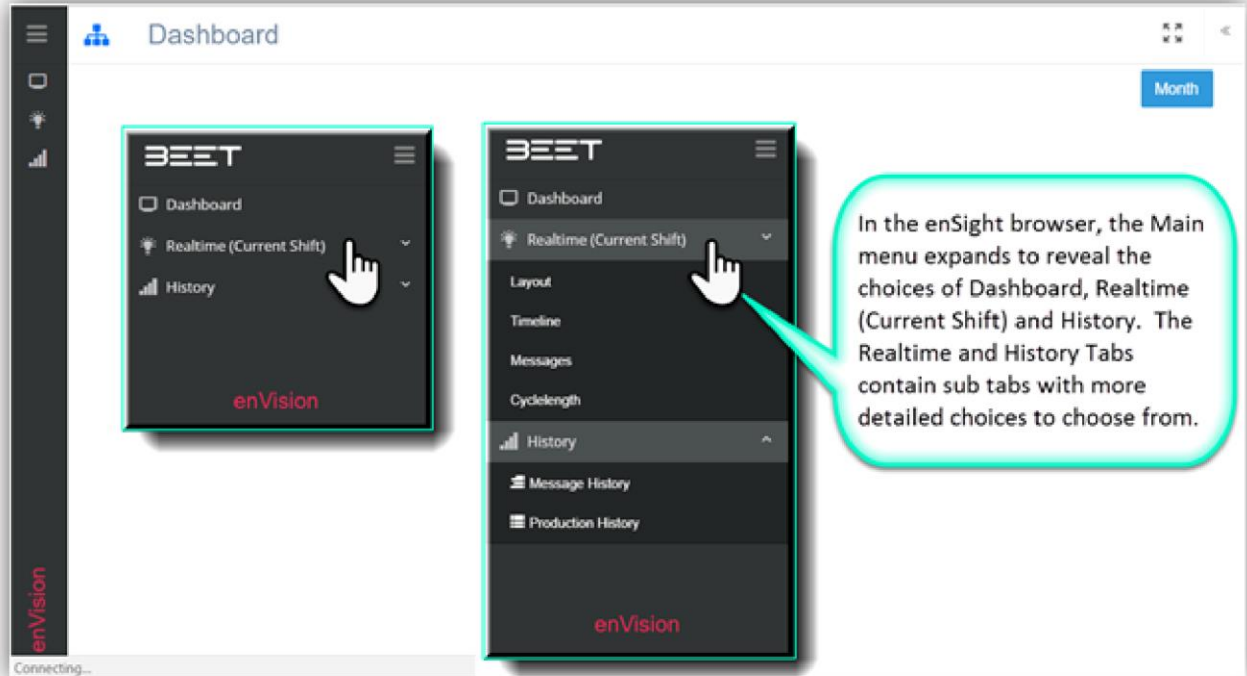 Dashboard
Month
BEET
Dashboard
Realtime (Current Shift)
History
enVision
BEET
Dashboard
Realtime (Current Shift)
Layout
Timeline
Messages
Cyclelength
History
Message History
Production History
enVision
In the enSight browser, the Main
menu expands to reveal the
choices of Dashboard, Realtime
(Current Shift) and History.  The
Realtime and History Tabs
contain sub tabs with more
detailed choices to choose from.
enVision
Connecting...